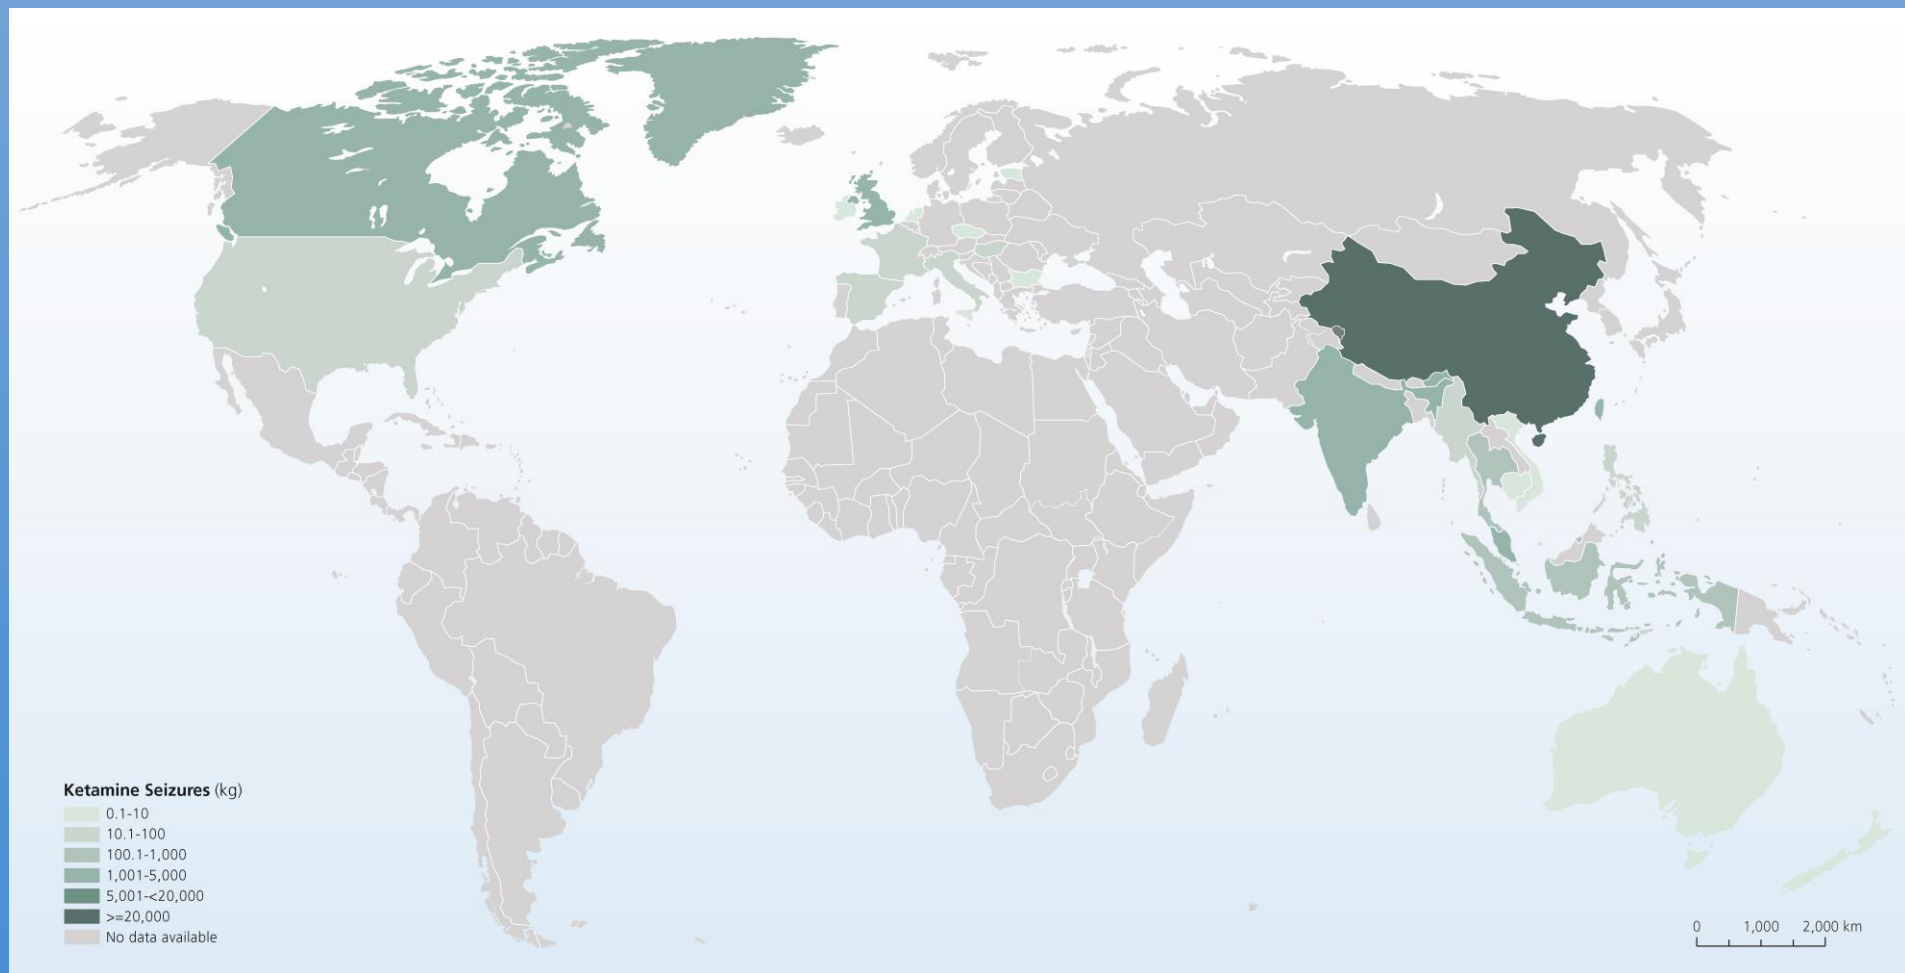 Ketamine Seizures (kg)
0.1-10
10.1-100
100.1-1,000
1,001-5,000
5,001-<20,000
>=20,000
No data available
0 1,000 2,000 km